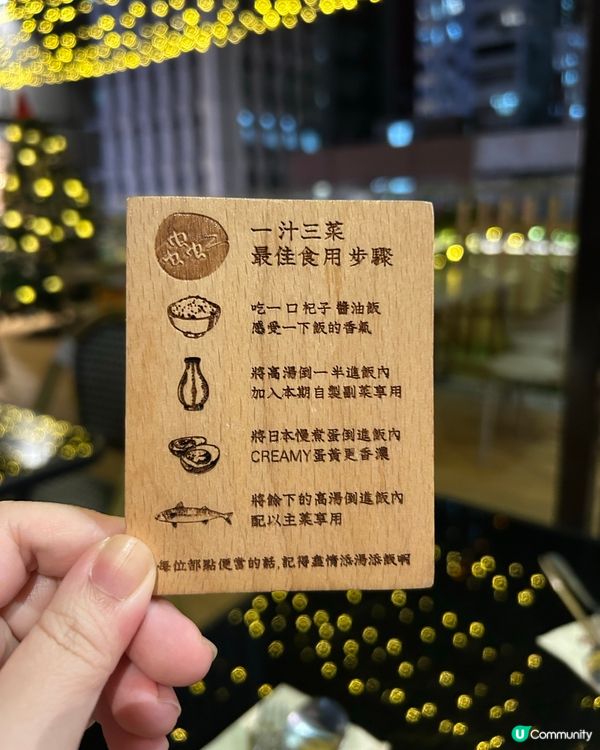 一汁三菜
最佳食用步驟
吃一口杞子醬油飯
感受一下飯的香氣
將高湯倒一半進飯內
加入本期自製副菜享用
將日本慢煮蛋倒進飯內
CREAMY蛋黃更香濃
將餘下的高湯倒進飯內
配以主菜享用
每位都點便當的話,記得盡情添湯添飯啊
U Community